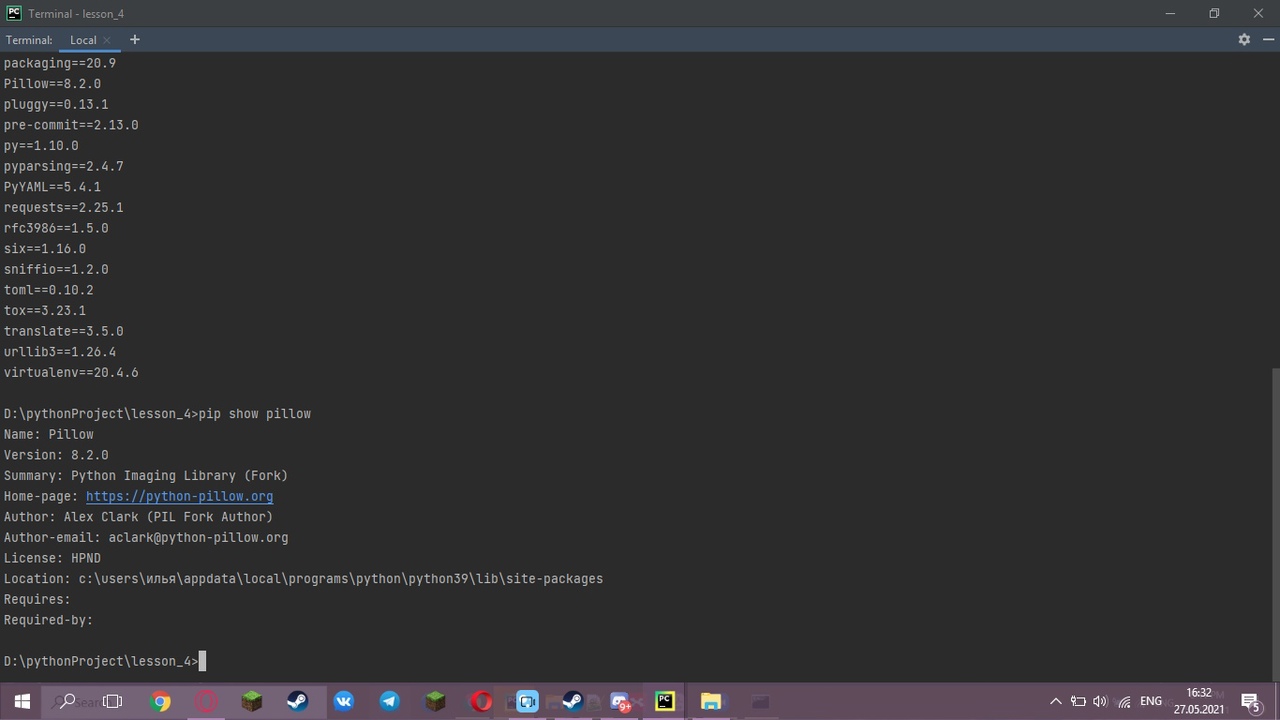 Terminal - lesson_4
Terminal: Local
packaging==20.9
Pillow==8.2.0
pluggy==0.13.1
pre-commit==2.13.0
py==1.10.0
pyparsing==2.4.7
PyYAML==5.4.1
requests==2.25.1
rfc3986==1.5.0
six==1.16.0
sniffio==1.2.0
toml==0.10.2
tox==3.23.1
translate==3.5.0
urllib3==1.26.4
virtualenv==20.4.6
D:\pythonProject\lesson_4>pip show pillow
Name: Pillow
Version: 8.2.0
Summary: Python Imaging Library (Fork)
Home-page: https://python-pillow.org
Author: Alex Clark (PIL Fork Author)
Author-email: aclark@python-pillow.org
License: HPND
Location: c:\users\илья\appdata\local\programs\python\python39\lib\site-packages
Requires:
Required-by:
D:\pythonProject\lesson_4>
ENG
16:32
27.05.2021
5